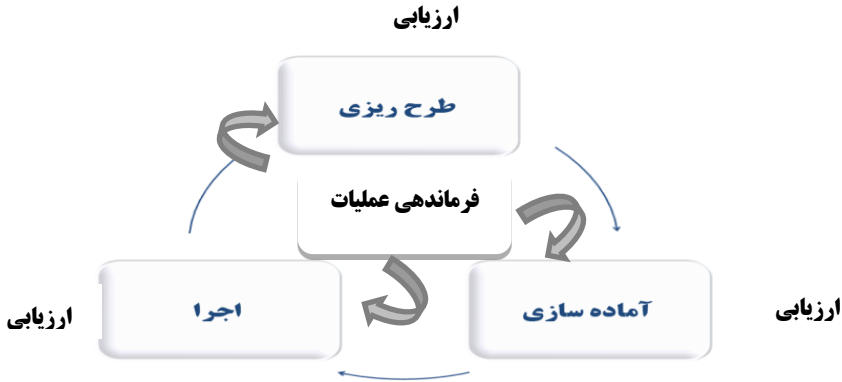 ارزیابی
طرح ریزی
فرماندهی عملیات
آماده سازی
ارزیابی
اجرا
ارزیابی